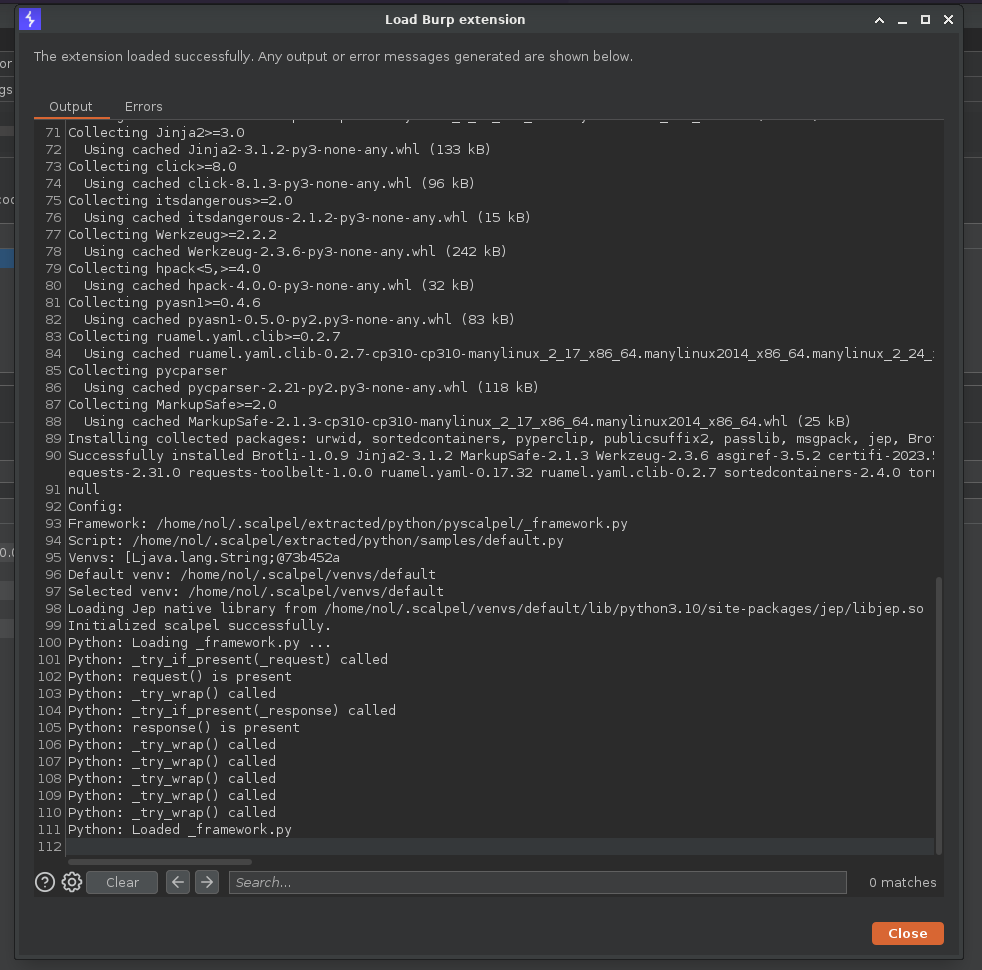 Load Burp extension
The extension loaded successfully. Any output or error messages generated are shown below.
Output Errors
71 Collecting Jinja2>=3.0
72 Using cached Jinja2-3.1.2-py3-none-any.whl (133 kB)
73 Collecting click>=8.0
74 Using cached click-8.1.3-py3-none-any.whl (96 kB)
75 Collecting itsdangerous>=2.0
76 Using cached itsdangerous-2.1.2-py3-none-any.whl (15 kB)
77 Collecting Werkzeug>=2.2.2
78 Using cached Werkzeug-2.3.6-py3-none-any.whl (242 kB)
79 Collecting hpack<5,>=4.0
80 Using cached hpack-4.0.0-py3-none-any.whl (32 kB)
81 Collecting pyasn1>=0.4.6
82 Using cached pyasn1-0.5.0-py2.py3-none-any.whl (83 kB)
83 Collecting ruamel.yaml.clib>=0.2.7
84 Using cached ruamel.yaml.clib-0.2.7-cp310-cp310-manylinux_2_17_x86_64.manylinux2014_x86_64.manylinux_2_24_
85 Collecting pycparser
86 Using cached pycparser-2.21-py2.py3-none-any.whl (118 kB)
87 Collecting MarkupSafe>=2.0
88 Using cached MarkupSafe-2.1.3-cp310-cp310-manylinux_2_17_x86_64.manylinux2014_x86_64.whl (25 kB)
89 Installing collected packages: urwid, sortedcontainers, pyperclip, publicsuffix2, passlib, msgpack, jep, Bro
90 Successfully installed Brotli-1.0.9 Jinja2-3.1.2 MarkupSafe-2.1.3 Werkzeug-2.3.6 asgiref-3.5.2 certifi-2023.
equests-2.31.0 requests-toolbelt-1.0.0 ruamel.yaml-0.17.32 ruamel.yaml.clib-0.2.7 sortedcontainers-2.4.0 tor
91 null
92 Config:
93 Framework: /home/nol/.scalpel/extracted/python/pyscalpel/_framework.py
94 Script: /home/nol/.scalpel/extracted/python/samples/default.py
95 Venvs: [Ljava.lang.String;@73b452a
96 Default venv: /home/nol/.scalpel/venvs/default
97 Selected venv: /home/nol/.scalpel/venvs/default
98 Loading Jep native library from /home/nol/.scalpel/venvs/default/lib/python3.10/site-packages/jep/libjep.so
99 Initialized scalpel successfully.
100 Python: Loading _framework.py ...
101 Python: _try_if_present(_request) called
102 Python: request() is present
103 Python: _try_wrap() called
104 Python: _try_if_present(_response) called
105 Python: response() is present
106 Python: _try_wrap() called
107 Python: _try_wrap() called
108 Python: _try_wrap() called
109 Python: _try_wrap() called
110 Python: _try_wrap() called
111 Python: Loaded _framework.py
112
? Clear Search... 0 matches
Close